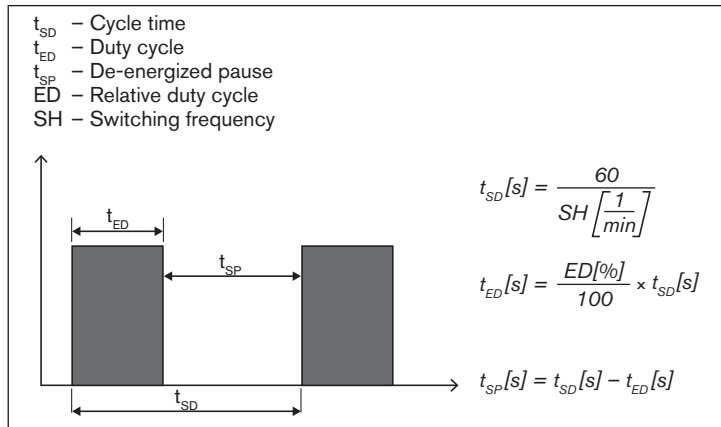 t_SD – Cycle time
t_ED – Duty cycle
t_SP – De-energized pause
ED – Relative duty cycle
SH – Switching frequency
t_ED
t_SP
t_SD
t_SD[s] = 60 / SH [1/min]
t_ED[s] = ED[%] / 100 × t_SD[s]
t_SP[s] = t_SD[s] – t_ED[s]